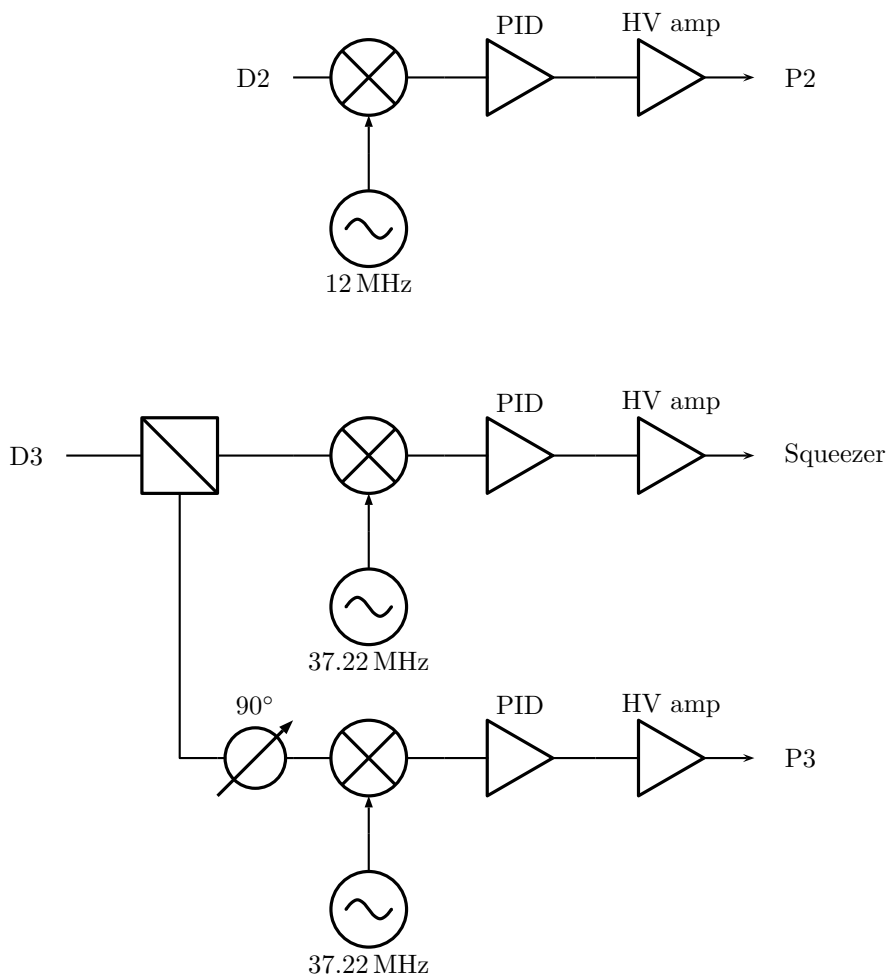 PID
HV amp
D2
P2
12 MHz
PID
HV amp
D3
Squeezer
37.22 MHz
90°
PID
HV amp
P3
37.22 MHz